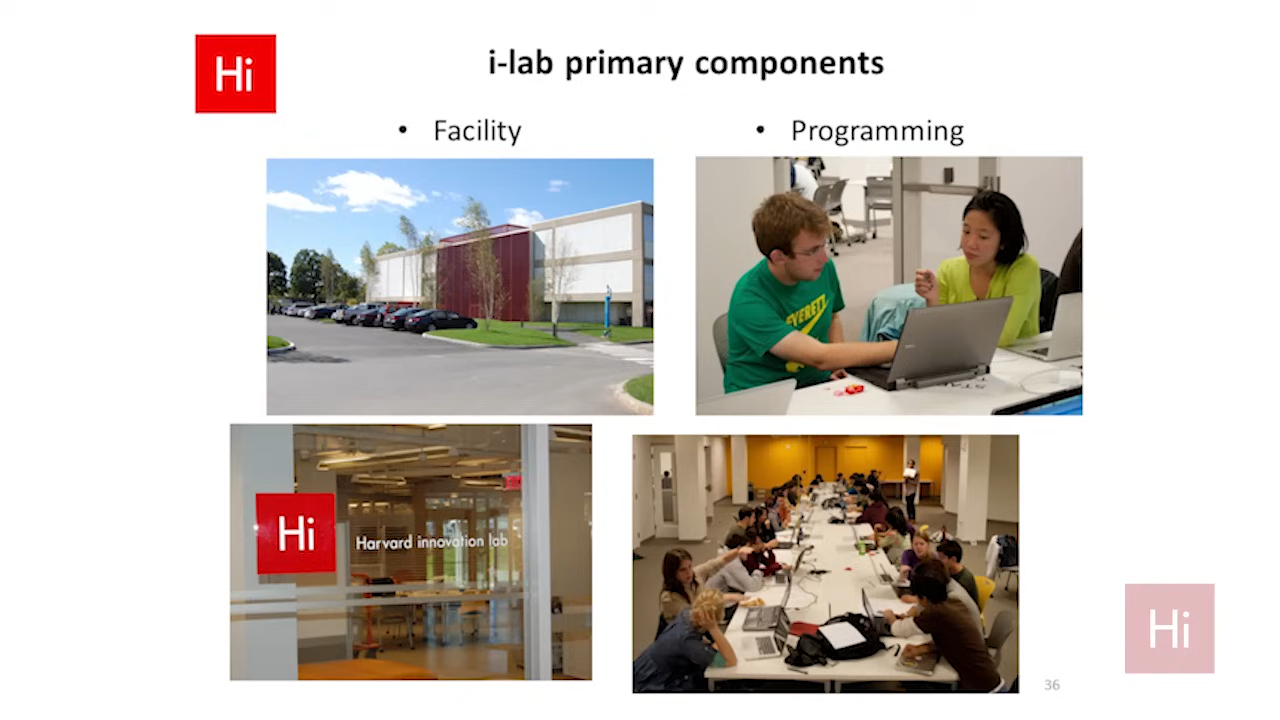 Hi
i-lab primary components
• Facility
• Programming
EVERETT
Hi
Harvard innovation lab
Hi
36